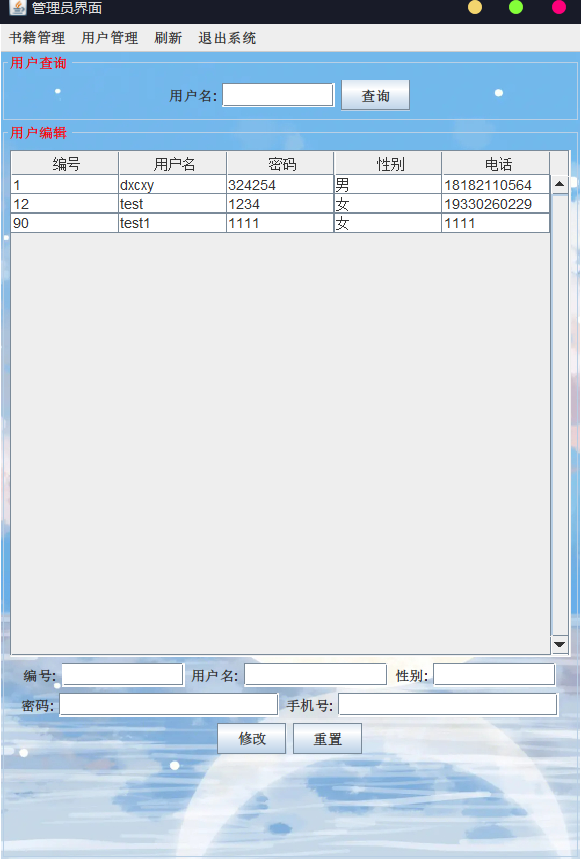 管理员界面
书籍管理 用户管理 刷新 退出系统
用户查询
用户名: 查询
用户编辑
编号 用户名 密码 性别 电话
1 dxcxy 324254 男 18182110564
12 test 1234 女 19330260229
90 test1 1111 女 1111
编号: 用户名: 性别:
密码: 手机号:
修改 重置